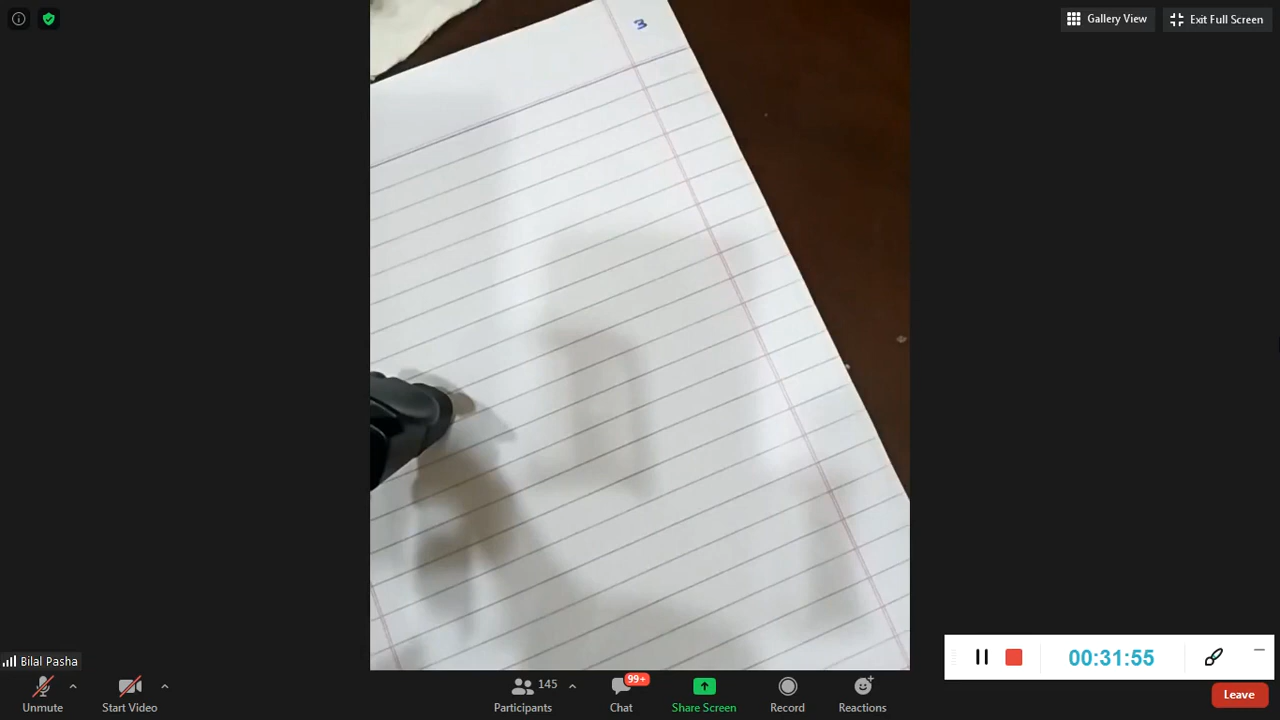 Gallery View
Exit Full Screen
3
Bilal Pasha
00:31:55
Unmute
Start Video
145
Participants
99+
Chat
Share Screen
Record
Reactions
Leave